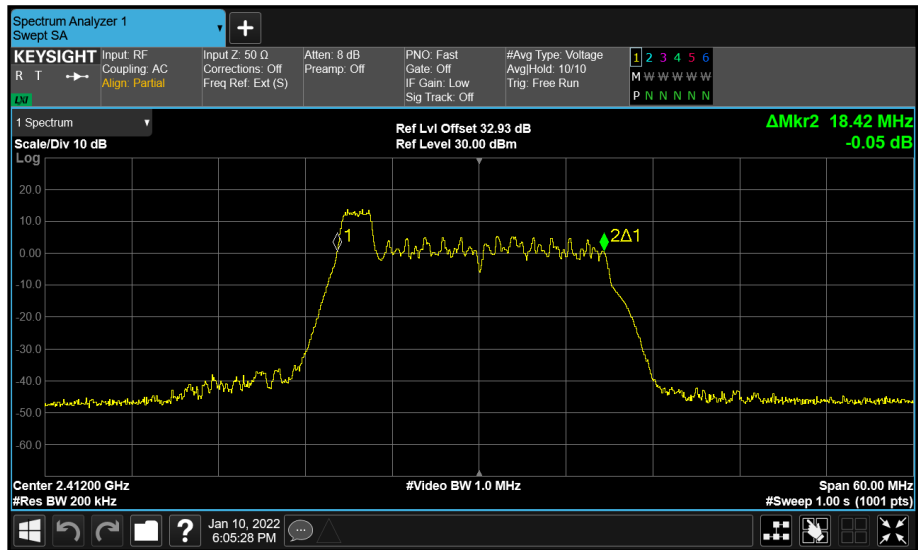 Spectrum Analyzer 1
Swept SA
+
KEYSIGHT
R T
LXI
Input: RF
Coupling: AC
Align: Partial
Input Z: 50 Ω
Corrections: Off
Freq Ref: Ext (S)
Atten: 8 dB
Preamp: Off
PNO: Fast
Gate: Off
IF Gain: Low
Sig Track: Off
#Avg Type: Voltage
Avg|Hold: 10/10
Trig: Free Run
1 2 3 4 5 6
M W W W W W
P N N N N N
1 Spectrum
Scale/Div 10 dB
Ref Lvl Offset 32.93 dB
Ref Level 30.00 dBm
ΔMkr2 18.42 MHz
-0.05 dB
Log
20.0
10.0
0.00
-10.0
-20.0
-30.0
-40.0
-50.0
-60.0
1
2Δ1
Center 2.41200 GHz
#Res BW 200 kHz
#Video BW 1.0 MHz
Span 60.00 MHz
#Sweep 1.00 s (1001 pts)
?
Jan 10, 2022
6:05:28 PM